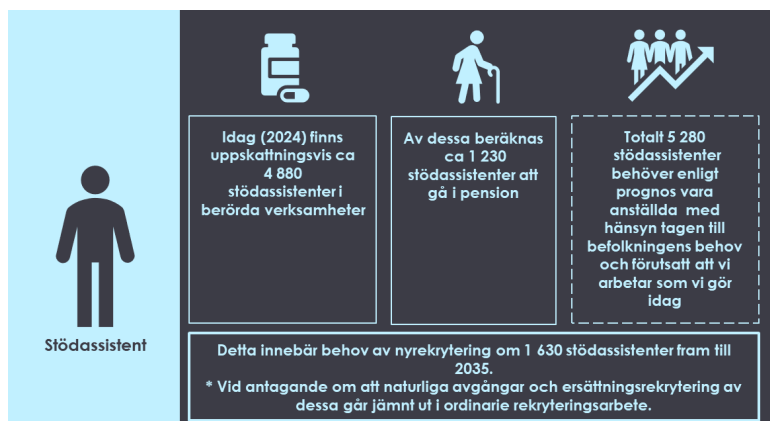 Stödassistent
Idag (2024) finns
uppskattningsvis ca
4 880
stödassistenter i
berörda verksamheter
Av dessa beräknas
ca 1 230
stödassistenter att
gå i pension
Totalt 5 280
stödassistenter
behöver enligt
prognos vara
anställda med
hänsyn tagen till
befolkningens behov
och förutsatt att vi
arbetar som vi gör
idag
Detta innebär behov av nyrekrytering om 1 630 stödassistenter fram till
2035.
* Vid antagande om att naturliga avgångar och ersättningsrekrytering av
dessa går jämnt ut i ordinarie rekryteringsarbete.